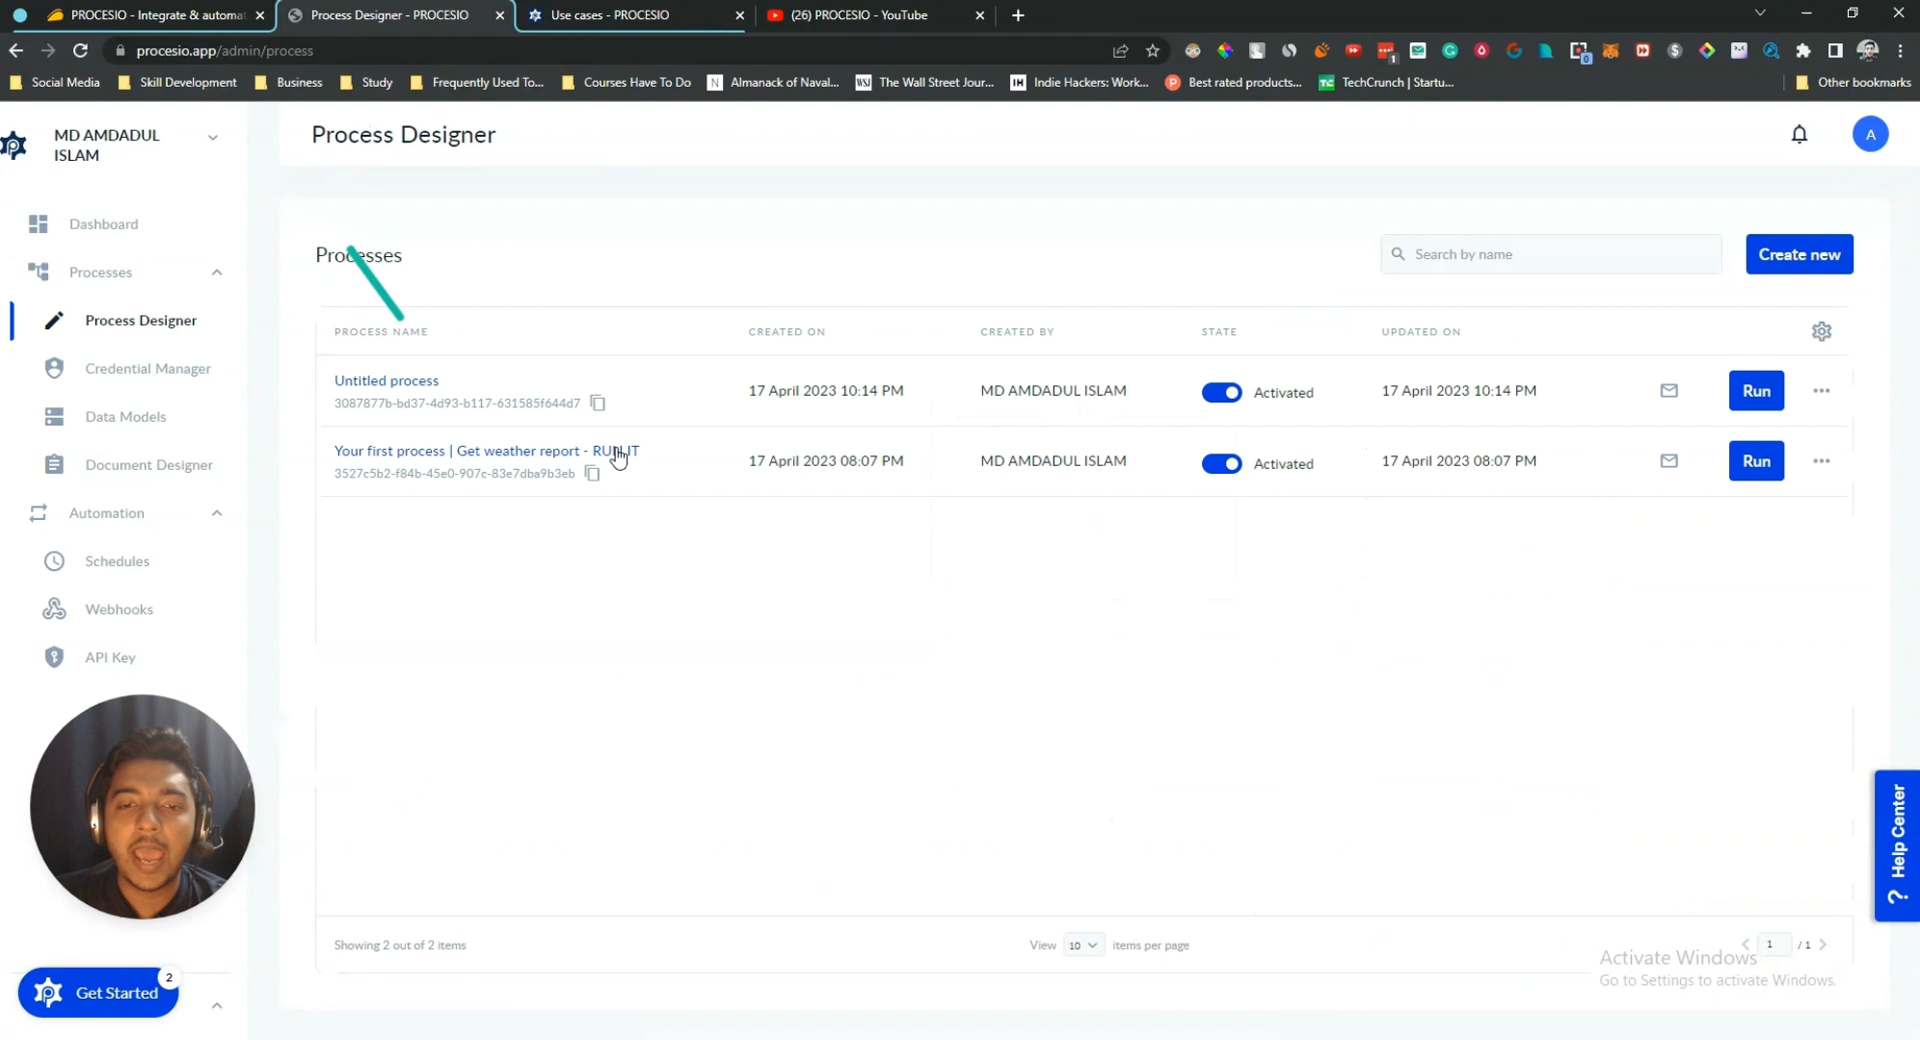 PROCESIO - Integrate & automat
Process Designer - PROCESIO
Use cases - PROCESIO
(26) PROCESIO - YouTube
procesio.app/admin/process
Social Media
Skill Development
Business
Study
Frequently Used To...
Courses Have To Do
Almanack of Naval...
The Wall Street Jour...
Indie Hackers: Work...
Best rated products...
TechCrunch | Startu...
Other bookmarks
MD AMDADUL
ISLAM
Process Designer
A
Dashboard
Processes
Process Designer
Credential Manager
Data Models
Document Designer
Automation
Schedules
Webhooks
API Key
Get Started
2
Processes
Search by name
Create new
PROCESS NAME
CREATED ON
CREATED BY
STATE
UPDATED ON
Untitled process
3087877b-bd37-4d93-b117-631585f644d7
17 April 2023 10:14 PM
MD AMDADUL ISLAM
Activated
17 April 2023 10:14 PM
Run
Your first process | Get weather report - RUN IT
3527c5b2-f84b-45e0-907c-83e7dba9b3eb
17 April 2023 08:07 PM
MD AMDADUL ISLAM
Activated
17 April 2023 08:07 PM
Run
Showing 2 out of 2 items
View 10 items per page
1 / 1
Help Center
Activate Windows
Go to Settings to activate Windows.